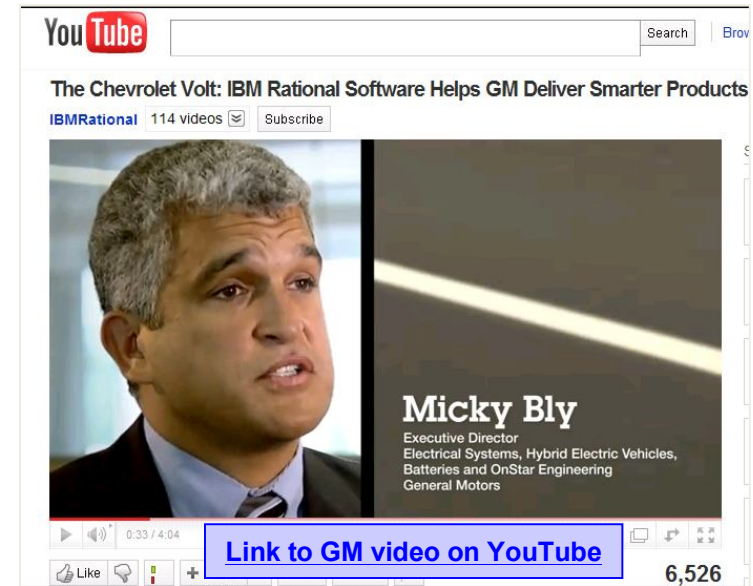 You Tube
Search
The Chevrolet Volt: IBM Rational Software Helps GM Deliver Smarter Products
IBMRational 114 videos Subscribe
Micky Bly
Executive Director
Electrical Systems, Hybrid Electric Vehicles,
Batteries and OnStar Engineering
General Motors
0:33 / 4:04
Link to GM video on YouTube
Like +
6,526